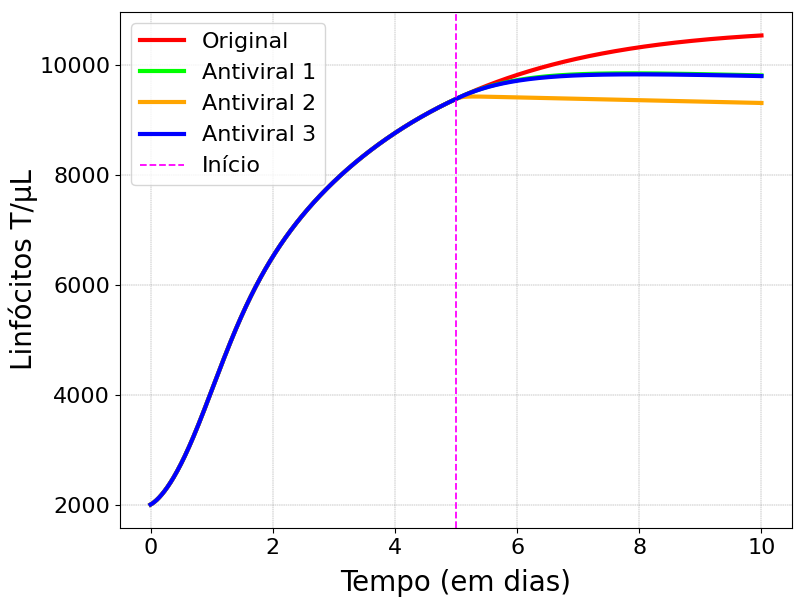 Original
Antiviral 1
Antiviral 2
Antiviral 3
Início
Linfócitos T/µL
10000
8000
6000
4000
2000
0 2 4 6 8 10
Tempo (em dias)